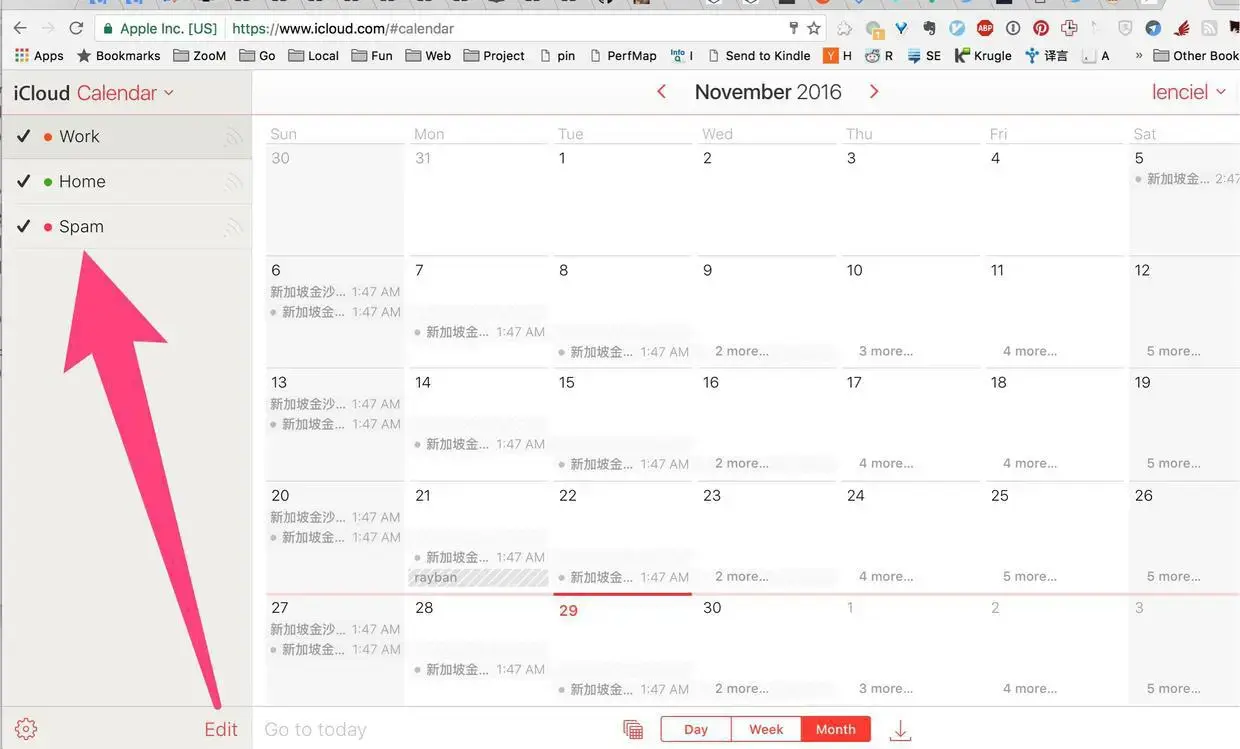 Apple Inc. [US] https://www.icloud.com/#calendar
Apps Bookmarks ZooM Go Local Fun Web Project pin PerfMap Info Q I Send to Kindle Y H R SE Krugle 译言 A » Other Book
iCloud Calendar November 2016 lenciel
Work
Home
Spam
Sun Mon Tue Wed Thu Fri Sat
30 31 1 2 3 4 5
新加坡金... 2:47
6 7 8 9 10 11 12
新加坡金沙... 1:47 AM
新加坡金沙... 1:47 AM
新加坡金... 1:47 AM
新加坡金... 1:47 AM 2 more... 3 more... 4 more... 5 more...
13 14 15 16 17 18 19
新加坡金沙... 1:47 AM
新加坡金沙... 1:47 AM
新加坡金... 1:47 AM
新加坡金... 1:47 AM 2 more... 4 more... 4 more... 5 more...
20 21 22 23 24 25 26
新加坡金沙... 1:47 AM
新加坡金... 1:47 AM
新加坡金... 1:47 AM
rayban 新加坡金... 1:47 AM 2 more... 4 more... 5 more... 5 more...
27 28 29 30 1 2 3
新加坡金沙... 1:47 AM
新加坡金... 1:47 AM
新加坡金... 1:47 AM
新加坡金... 1:47 AM 2 more... 3 more... 4 more... 5 more...
Edit Go to today Day Week Month